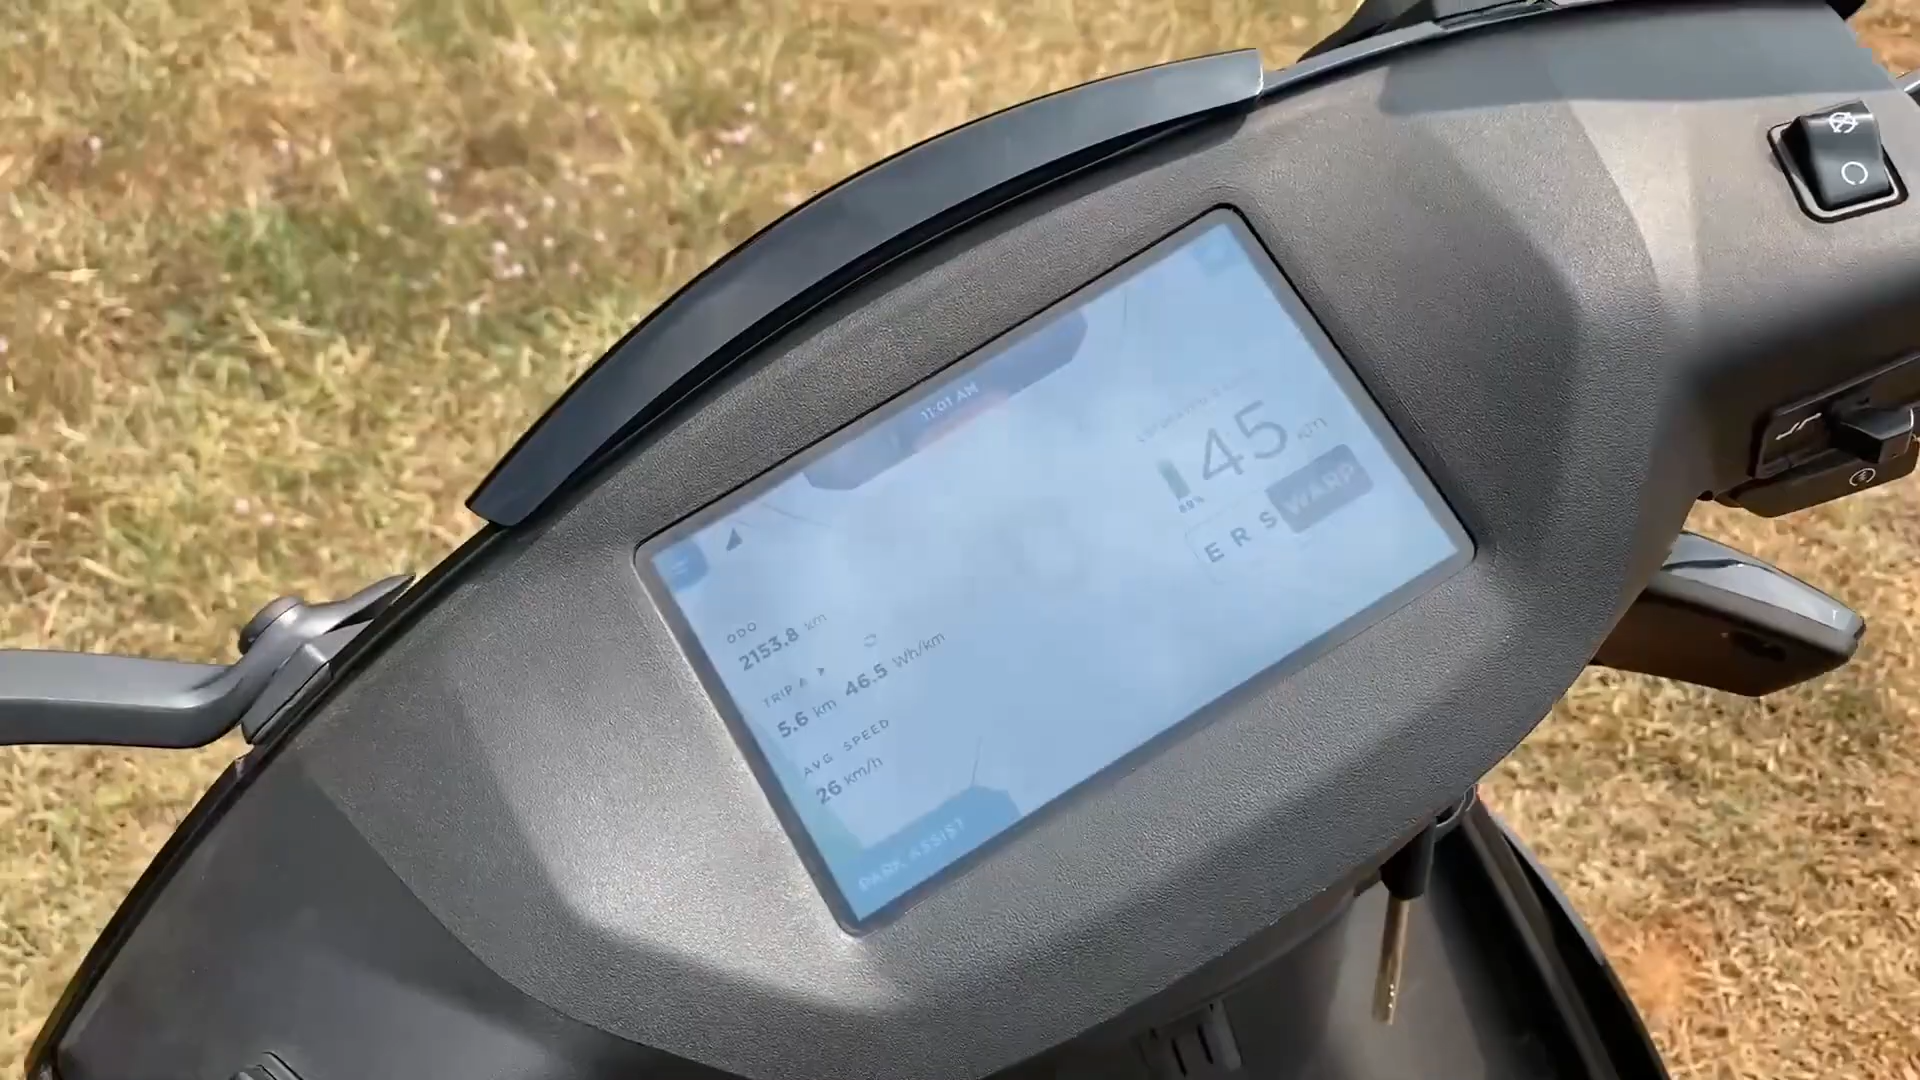 11:01 AM
45 km
89%
E R S WARP
ODO
2153.8 km
TRIP A
5.6 km 46.5 Wh/km
AVG SPEED
26 km/h
PARK ASSIST